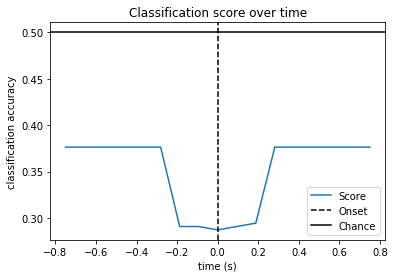 Classification score over time
classification accuracy
0.50
0.45
0.40
0.35
0.30
Score
Onset
Chance
−0.8 −0.6 −0.4 −0.2 0.0 0.2 0.4 0.6 0.8
time (s)